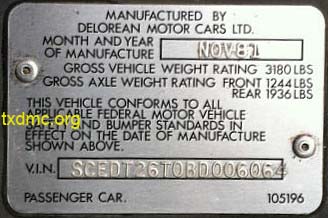 MANUFACTURED BY
DELOREAN MOTOR CARS LTD.
MONTH AND YEAR
OF MANUFACTURE NOV81
GROSS VEHICLE WEIGHT RATING 3180 LBS
GROSS AXLE WEIGHT RATING FRONT 1244 LBS
REAR 1936 LBS
THIS VEHICLE CONFORMS TO ALL
APPLICABLE FEDERAL MOTOR VEHICLE
txdmc.org
AND BUMPER STANDARDS IN
EFFECT ON THE DATE OF MANUFACTURE
SHOWN ABOVE.
V.I.N. SCEDT26T0BD006064
PASSENGER CAR. 105196